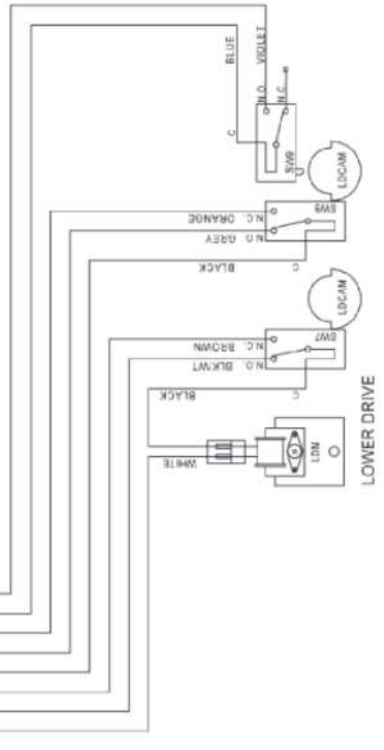 BLUE
VIOLET
C
N.O.
N.C.
SW9
LDCAM
N.C. ORANGE
N.O. GREY
BLACK
C
SW8
LDCAM
N.C. BROWN
N.O. BLK/WT
BLACK
C
SW7
WHITE
LDM
LOWER DRIVE